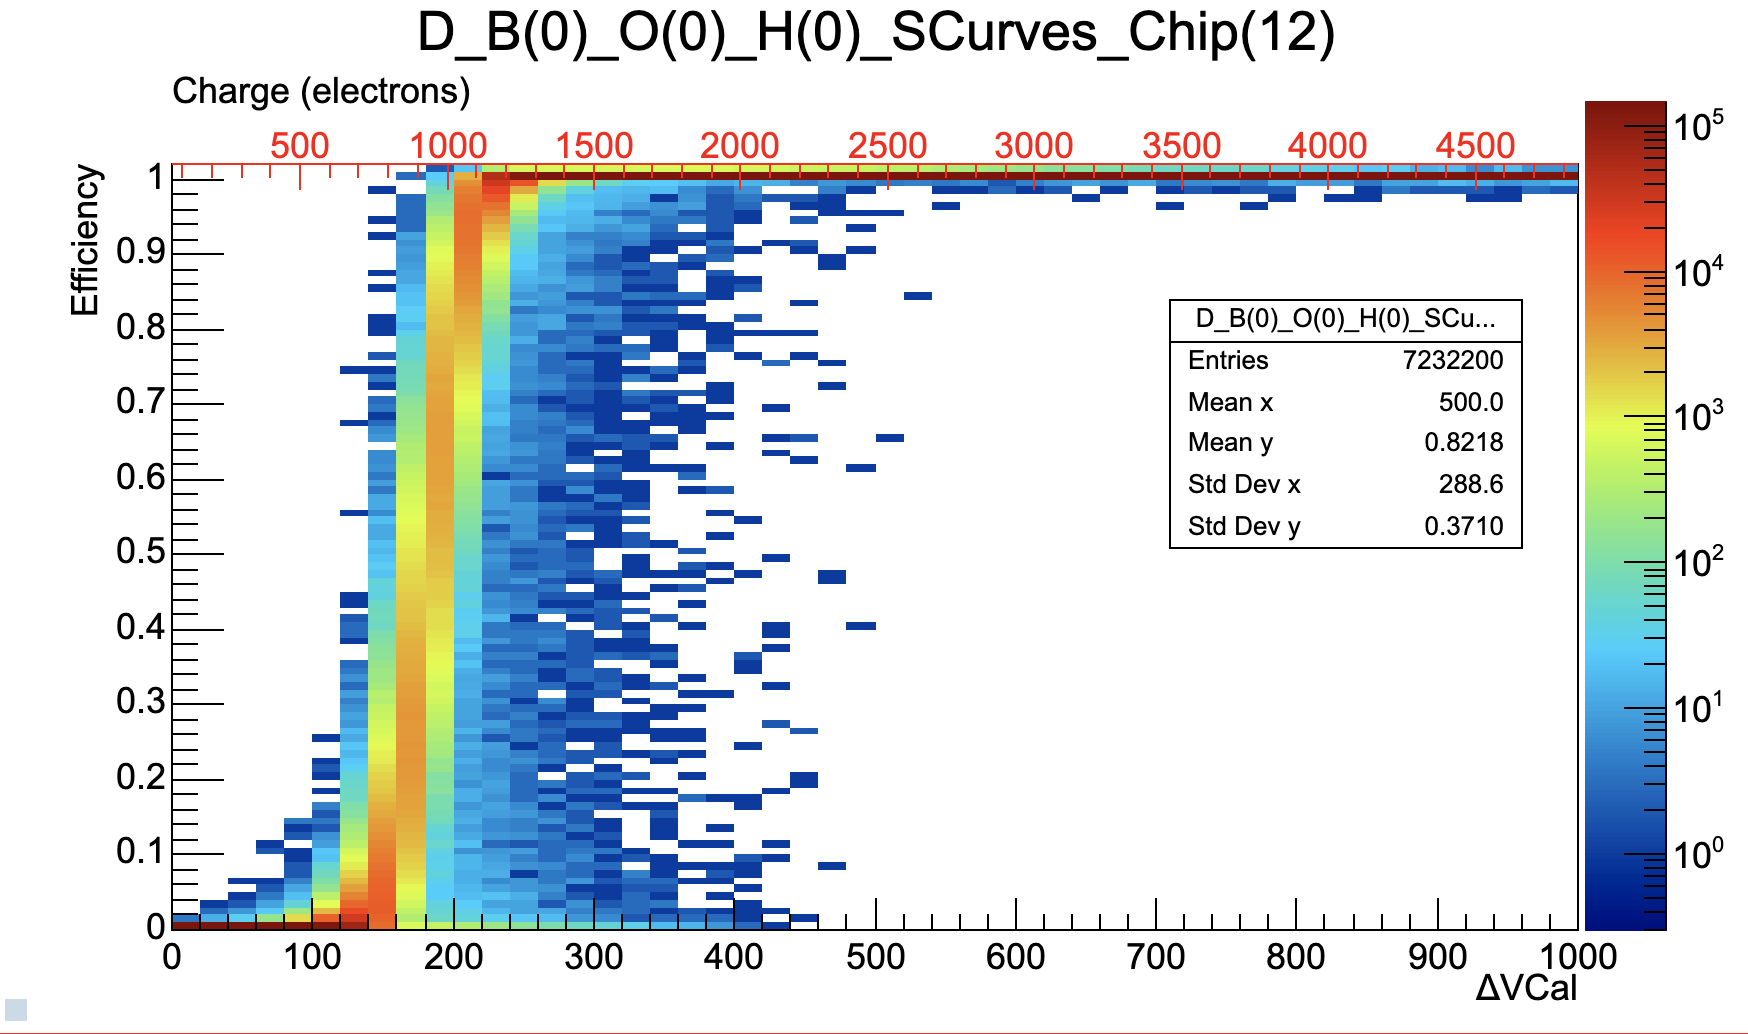 D_B(0)_O(0)_H(0)_SCurves_Chip(12)
Charge (electrons)
500 1000 1500 2000 2500 3000 3500 4000 4500
Efficiency
1
0.9
0.8
0.7
0.6
0.5
0.4
0.3
0.2
0.1
0
0 100 200 300 400 500 600 700 800 900 1000
ΔVCal
D_B(0)_O(0)_H(0)_SCu...
Entries 7232200
Mean x 500.0
Mean y 0.8218
Std Dev x 288.6
Std Dev y 0.3710
10⁵
10⁴
10³
10²
10¹
10⁰